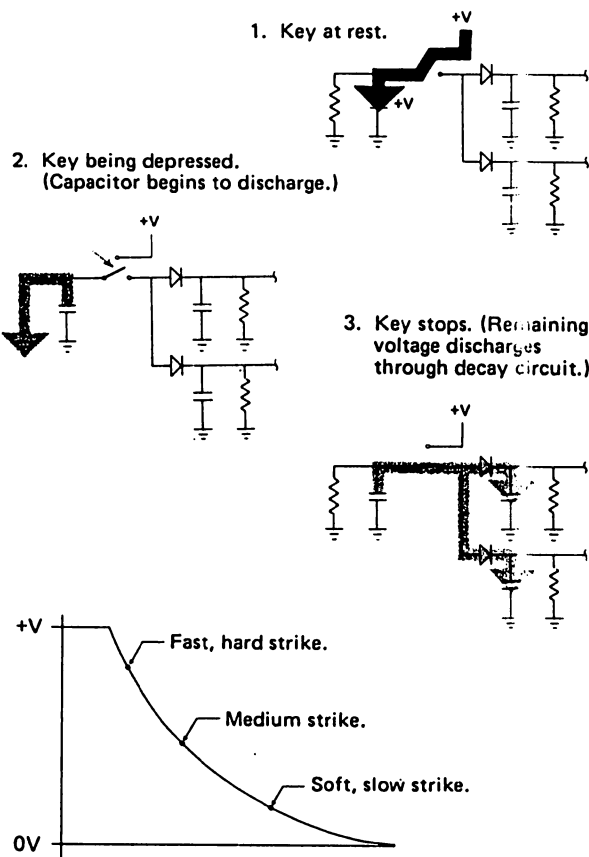 1. Key at rest.
+V
+V
2. Key being depressed.
(Capacitor begins to discharge.)
+V
3. Key stops. (Remaining
voltage discharges
through decay circuit.)
+V
+V
Fast, hard strike.
Medium strike.
Soft, slow strike.
0V